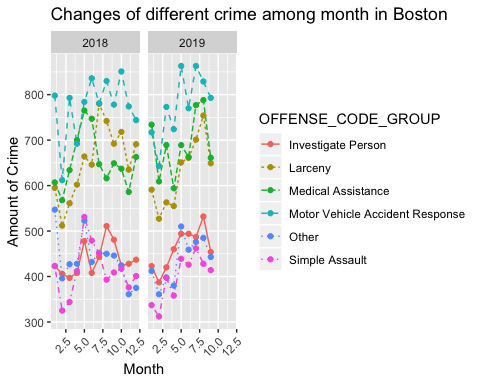 Changes of different crime among month in Boston
2018 2019
Amount of Crime
800
700
600
500
400
300
2.5 5.0 7.5 10.0 12.5 2.5 5.0 7.5 10.0 12.5
Month
OFFENSE_CODE_GROUP
Investigate Person
Larceny
Medical Assistance
Motor Vehicle Accident Response
Other
Simple Assault